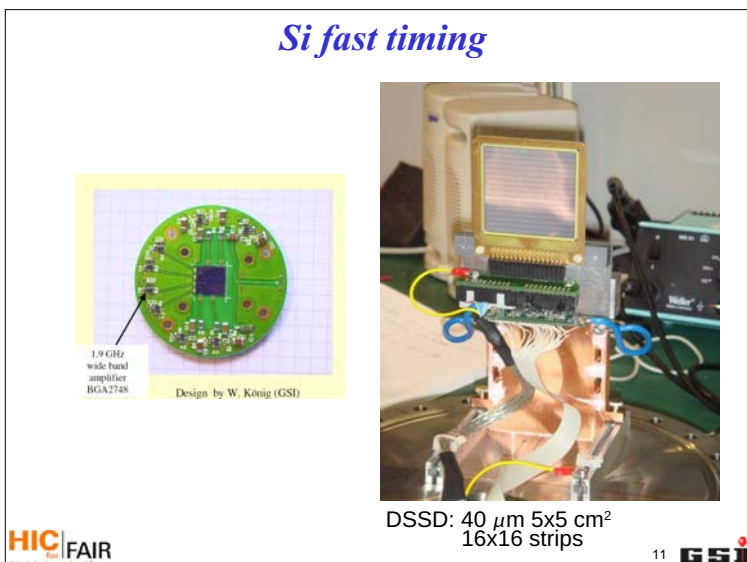 Si fast timing
1.9 GHz
wide band
amplifier
BGA2748
Design by W. König (GSI)
Weller
DSSD: 40 µm 5x5 cm²
16x16 strips
HIC for FAIR
11 GSI